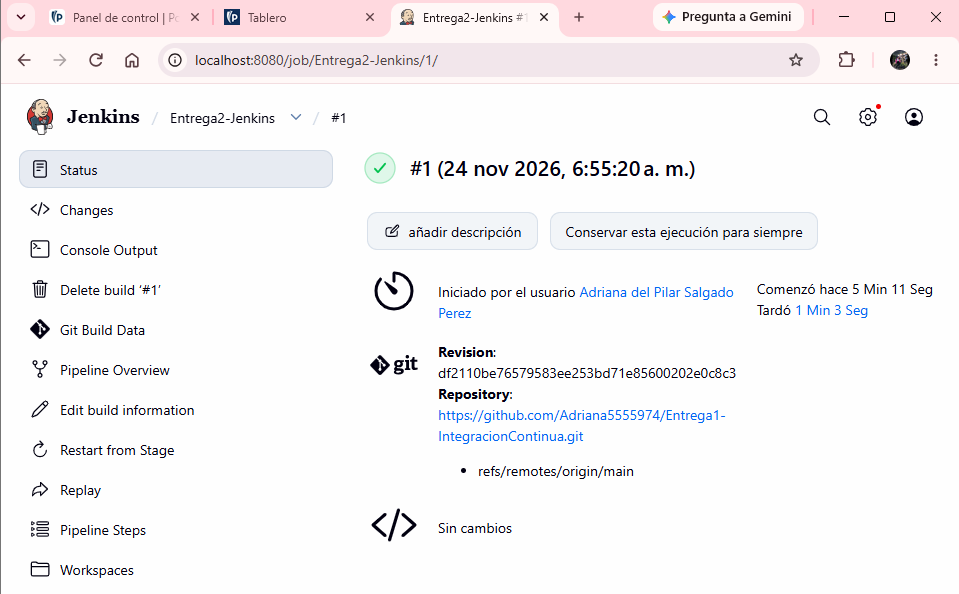 Panel de control | Po
Tablero
Entrega2-Jenkins #1
Pregunta a Gemini
localhost:8080/job/Entrega2-Jenkins/1/
Jenkins / Entrega2-Jenkins / #1
Status
Changes
Console Output
Delete build ‘#1’
Git Build Data
Pipeline Overview
Edit build information
Restart from Stage
Replay
Pipeline Steps
Workspaces
#1 (24 nov 2026, 6:55:20 a. m.)
añadir descripción
Conservar esta ejecución para siempre
Iniciado por el usuario Adriana del Pilar Salgado
Perez
Comenzó hace 5 Min 11 Seg
Tardó 1 Min 3 Seg
git
Revision:
df2110be76579583ee253bd71e85600202e0c8c3
Repository:
https://github.com/Adriana5555974/Entrega1-
IntegracionContinua.git
• refs/remotes/origin/main
Sin cambios